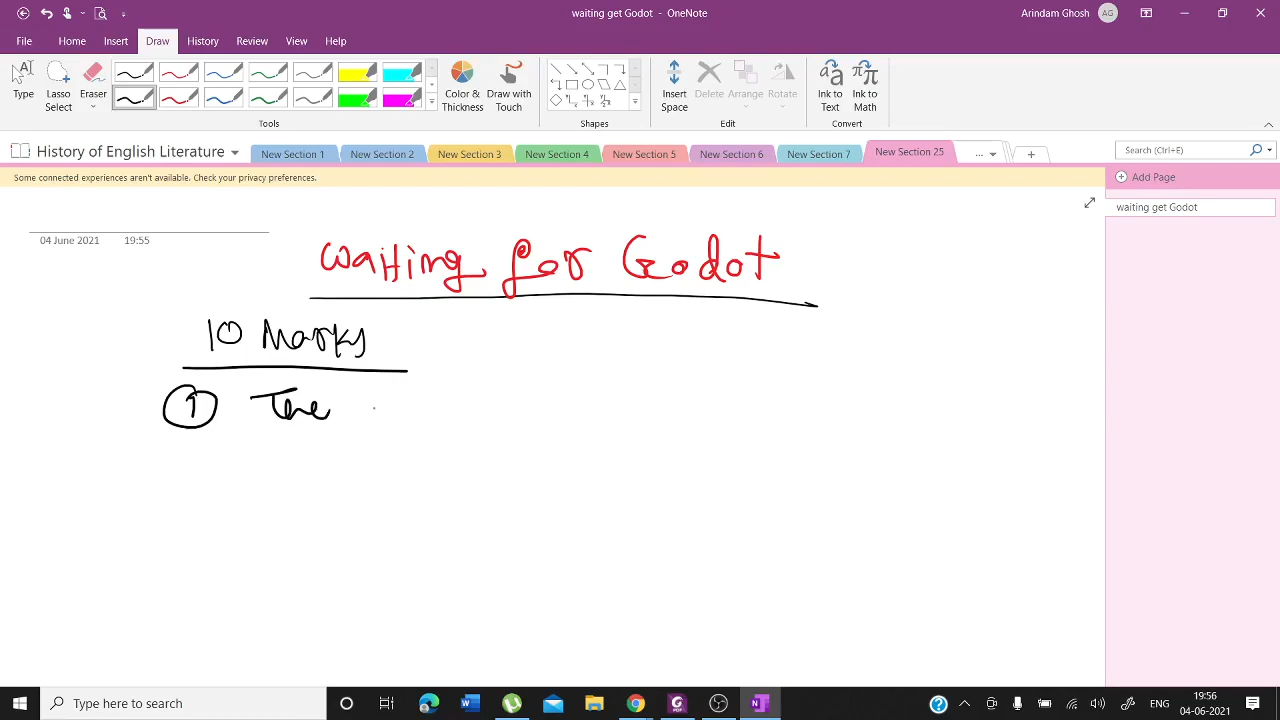 waiting get Godot - OneNote
Arindam Ghosh AG
File Home Insert Draw History Review View Help
Type Lasso Select Eraser Color & Thickness Draw with Touch Insert Space Delete Arrange Rotate Ink to Text Ink to Math
Tools Shapes Edit Convert
History of English Literature New Section 1 New Section 2 New Section 3 New Section 4 New Section 5 New Section 6 New Section 7 New Section 25 ... + Search (Ctrl+E)
Some connected experiences aren't available. Check your privacy preferences.
Add Page
waiting get Godot
04 June 2021 19:55
Waiting for Godot
10 Marks
1 The
Type here to search
ENG
19:56
04-06-2021